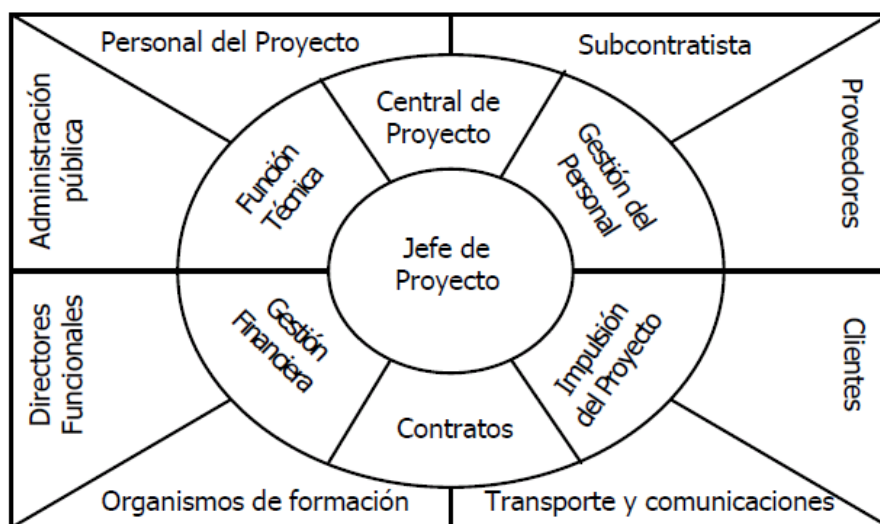 Personal del Proyecto
Subcontratista
Administración
pública
Central de
Proyecto
Proveedores
Función
Técnica
Gestión del
Personal
Jefe de
Proyecto
Directores
Funcionales
Gestión
Financiera
Impulsión
del Proyecto
Clientes
Contratos
Organismos de formación
Transporte y comunicaciones